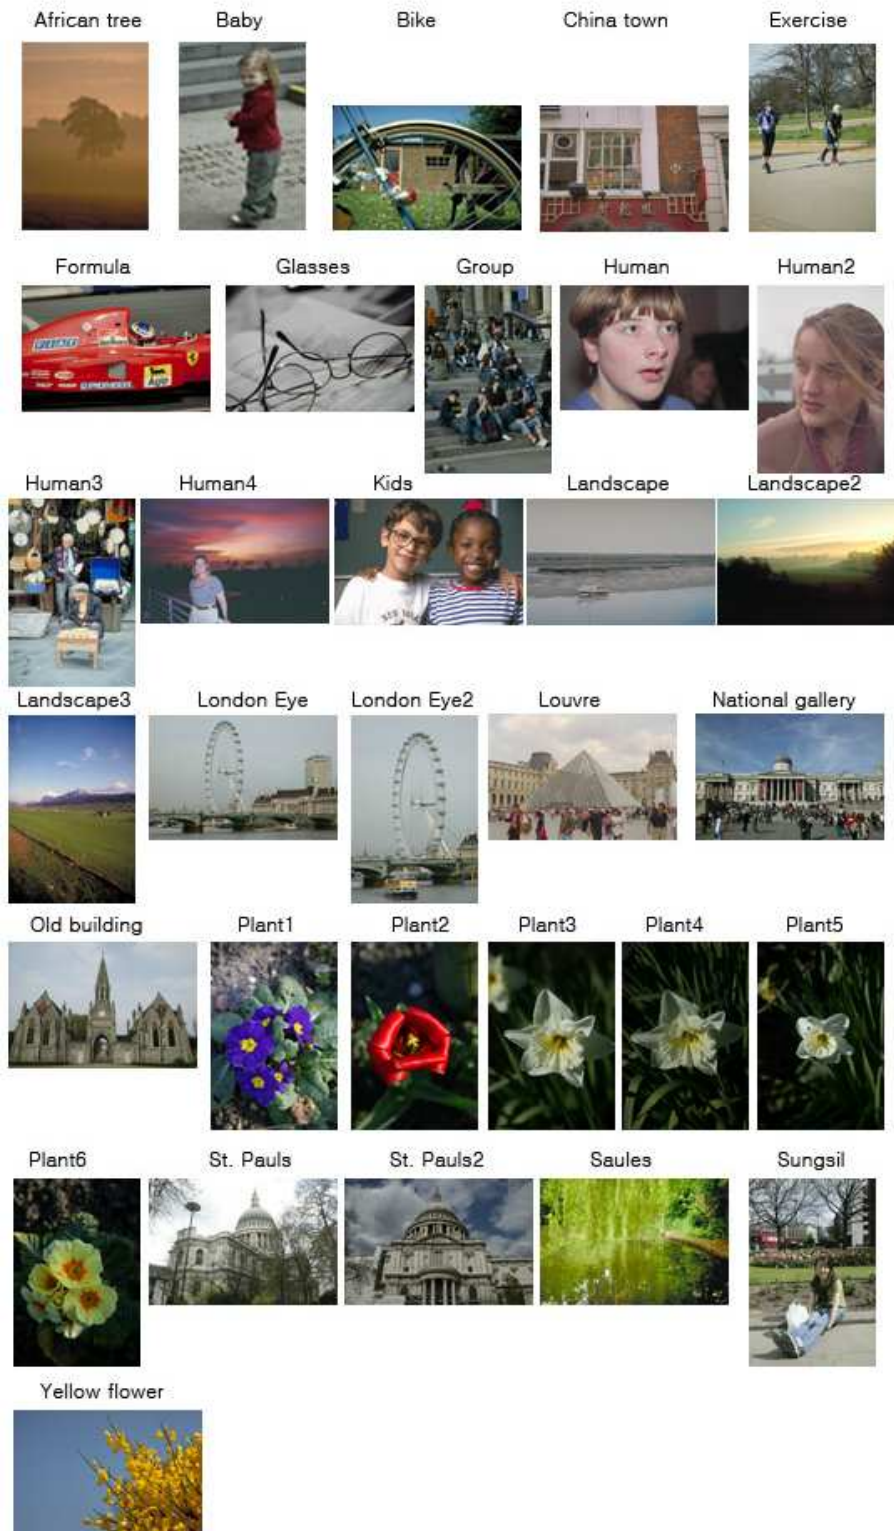 African tree Baby Bike China town Exercise
Formula Glasses Group Human Human2
Agip
Human3 Human4 Kids Landscape Landscape2
Landscape3 London Eye London Eye2 Louvre National gallery
Old building Plant1 Plant2 Plant3 Plant4 Plant5
Plant6 St. Pauls St. Pauls2 Saules Sungsil
Yellow flower